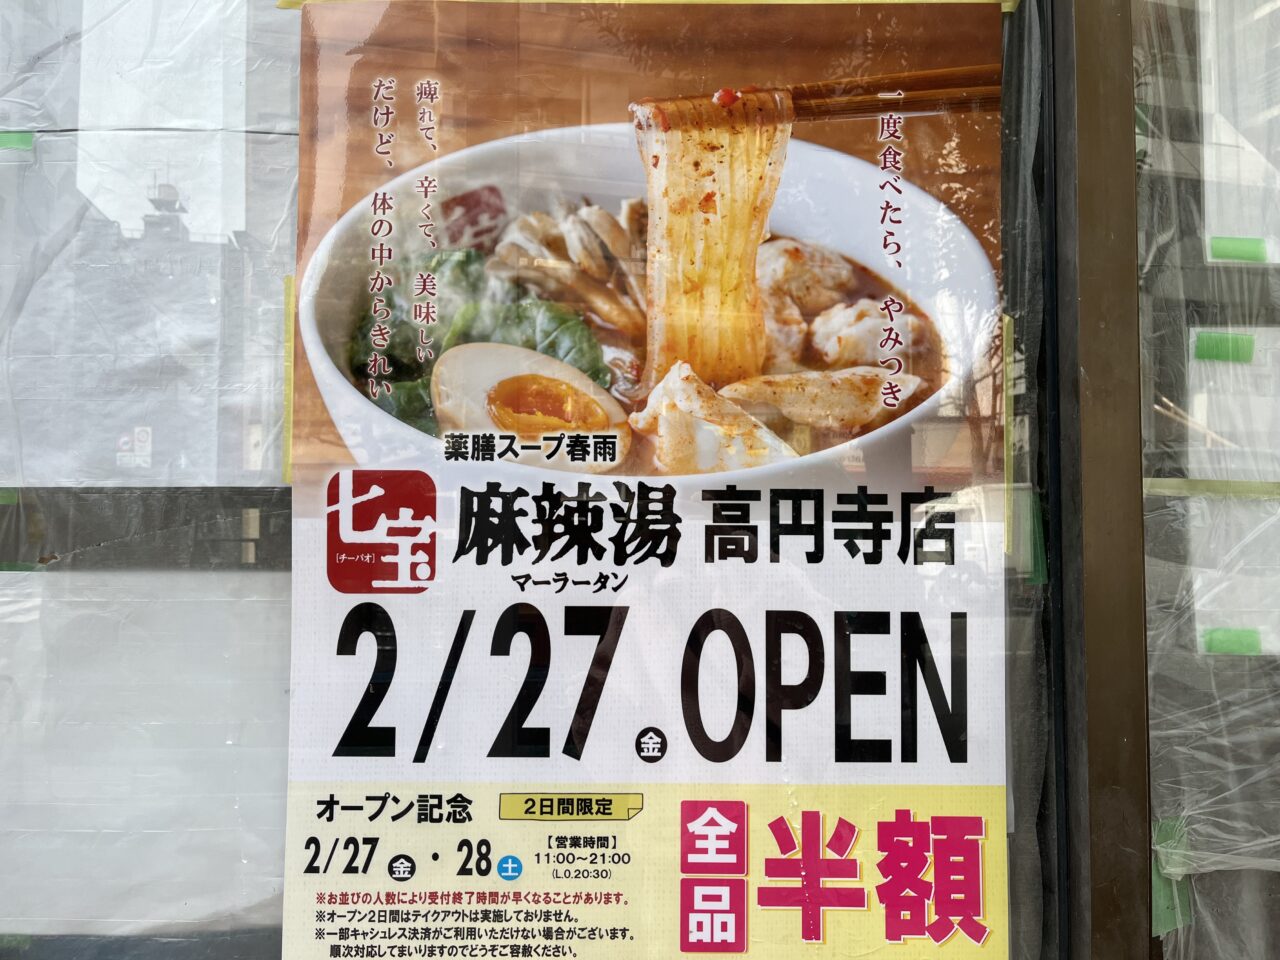 一度食べたら、やみつき
痺れて、辛くて、美味しい
だけど、体の中からきれい
薬膳スープ春雨
七宝
[チーパオ]
麻辣湯 高円寺店
マーラータン
2/27.金 OPEN
オープン記念
2日間限定
2/27金・28土
【営業時間】
11:00～21:00
(L.O.20:30)
全品
半額
※お並びの人数により受付終了時間が早くなることがあります。
※オープン2日間はテイクアウトは実施しておりません。
※一部キャッシュレス決済がご利用いただけない場合がございます。
順次対応してまいりますのでどうぞご容赦ください。